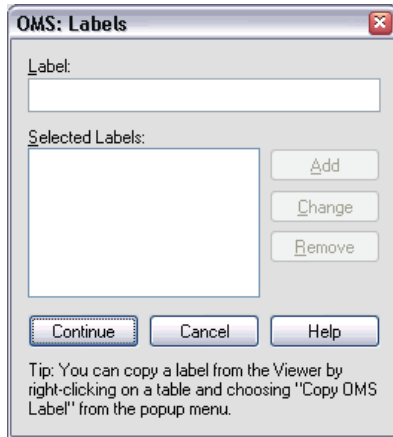 OMS: Labels
Label:
Selected Labels:
Add
Change
Remove
Continue Cancel Help
Tip: You can copy a label from the Viewer by
right-clicking on a table and choosing "Copy OMS
Label" from the popup menu.